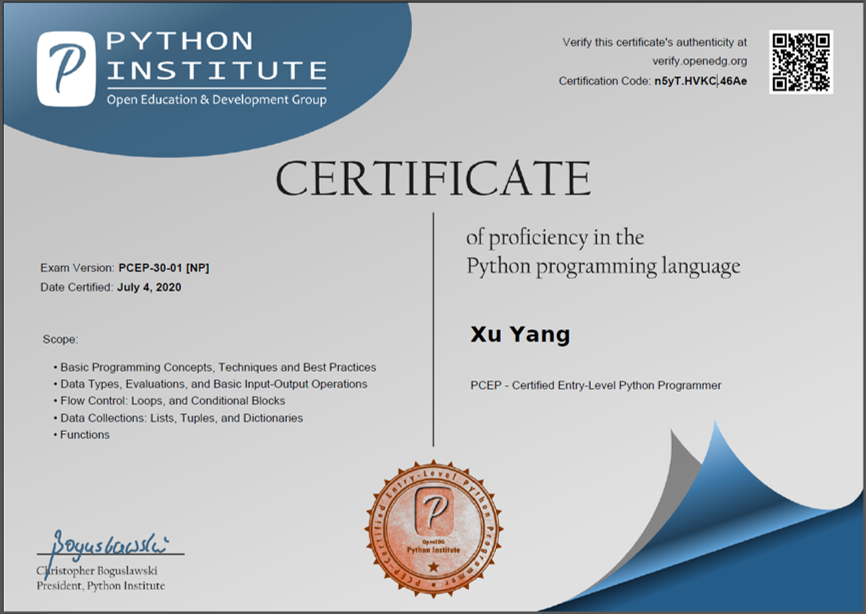 PYTHON
INSTITUTE
Open Education & Development Group
Verify this certificate's authenticity at
verify.openedg.org
Certification Code: n5yT.HVKC.46Ae
CERTIFICATE
of proficiency in the
Python programming language
Exam Version: PCEP-30-01 [NP]
Date Certified: July 4, 2020
Scope:
• Basic Programming Concepts, Techniques and Best Practices
• Data Types, Evaluations, and Basic Input-Output Operations
• Flow Control: Loops, and Conditional Blocks
• Data Collections: Lists, Tuples, and Dictionaries
• Functions
Xu Yang
PCEP - Certified Entry-Level Python Programmer
PCEP Certified Entry-Level Python Programmer
OpenEDG
Python Institute
Boguslawski
Christopher Boguslawski
President, Python Institute